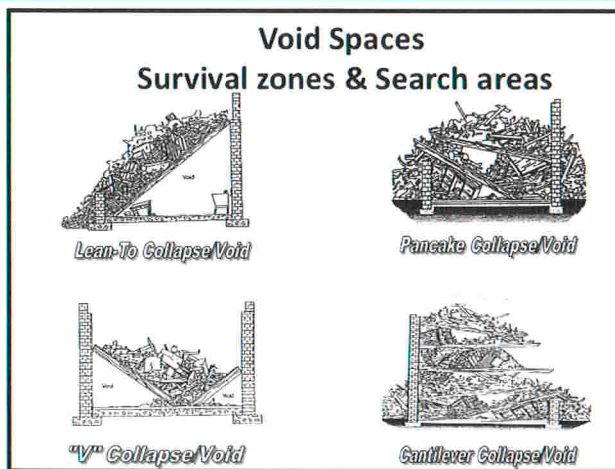 Void Spaces
Survival zones & Search areas
Void
Lean-To Collapse/Void
Pancake Collapse/Void
Void
Void
"V" Collapse/Void
Cantilever Collapse/Void